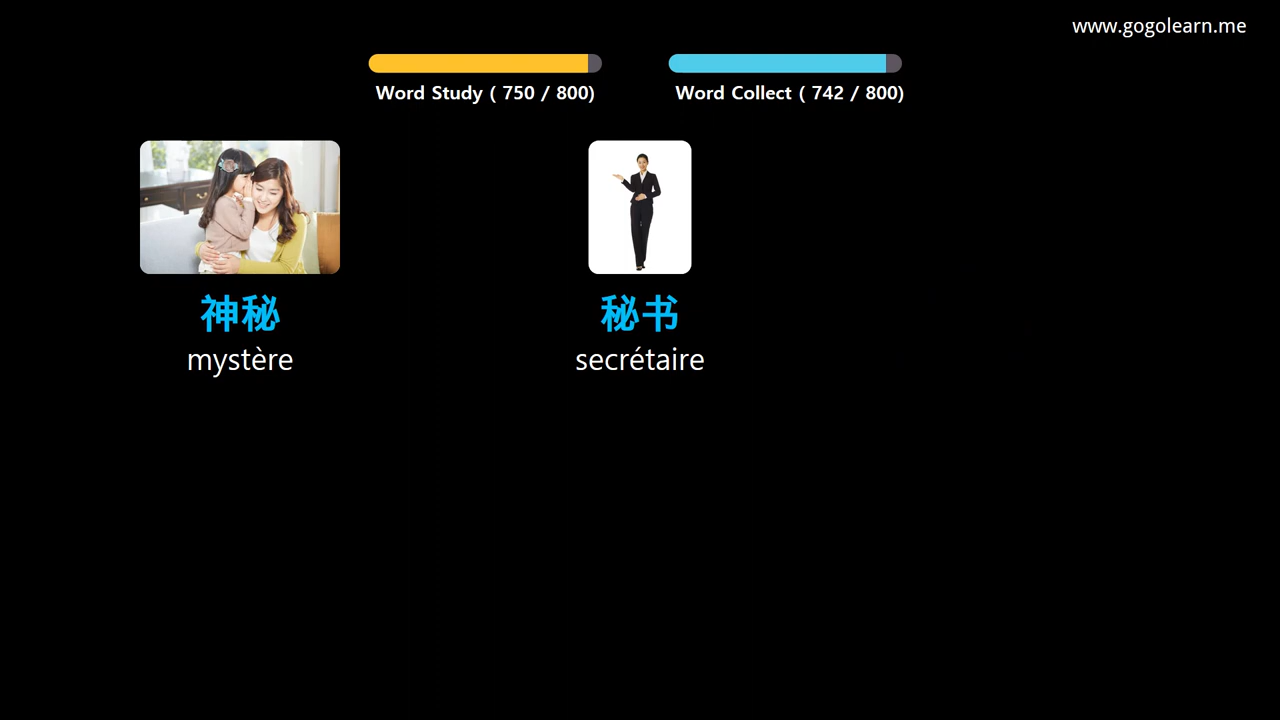 www.gogolearn.me
Word Study ( 750 / 800)
Word Collect ( 742 / 800)
神秘
mystère
秘书
secrétaire